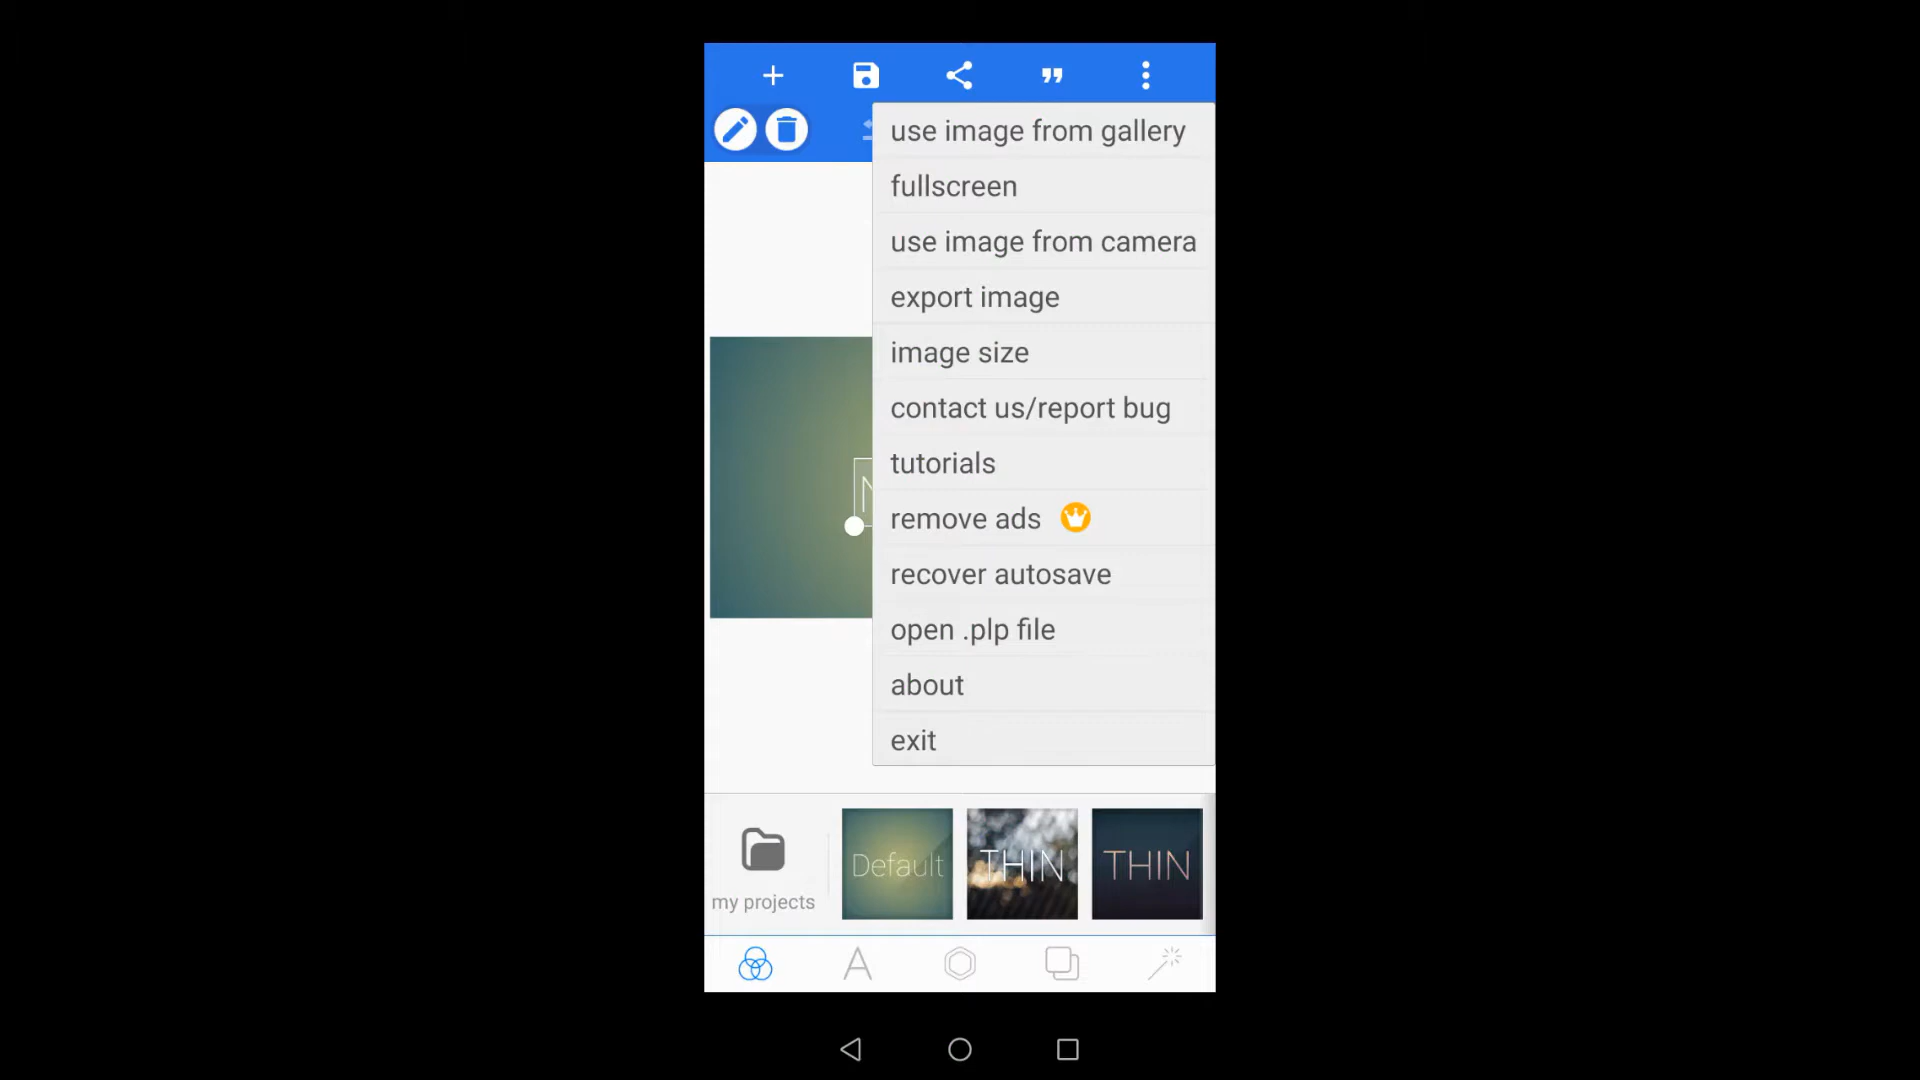 use image from gallery
fullscreen
use image from camera
export image
image size
contact us/report bug
tutorials
remove ads
recover autosave
open .plp file
about
exit
N
my projects
Default
THIN
THIN